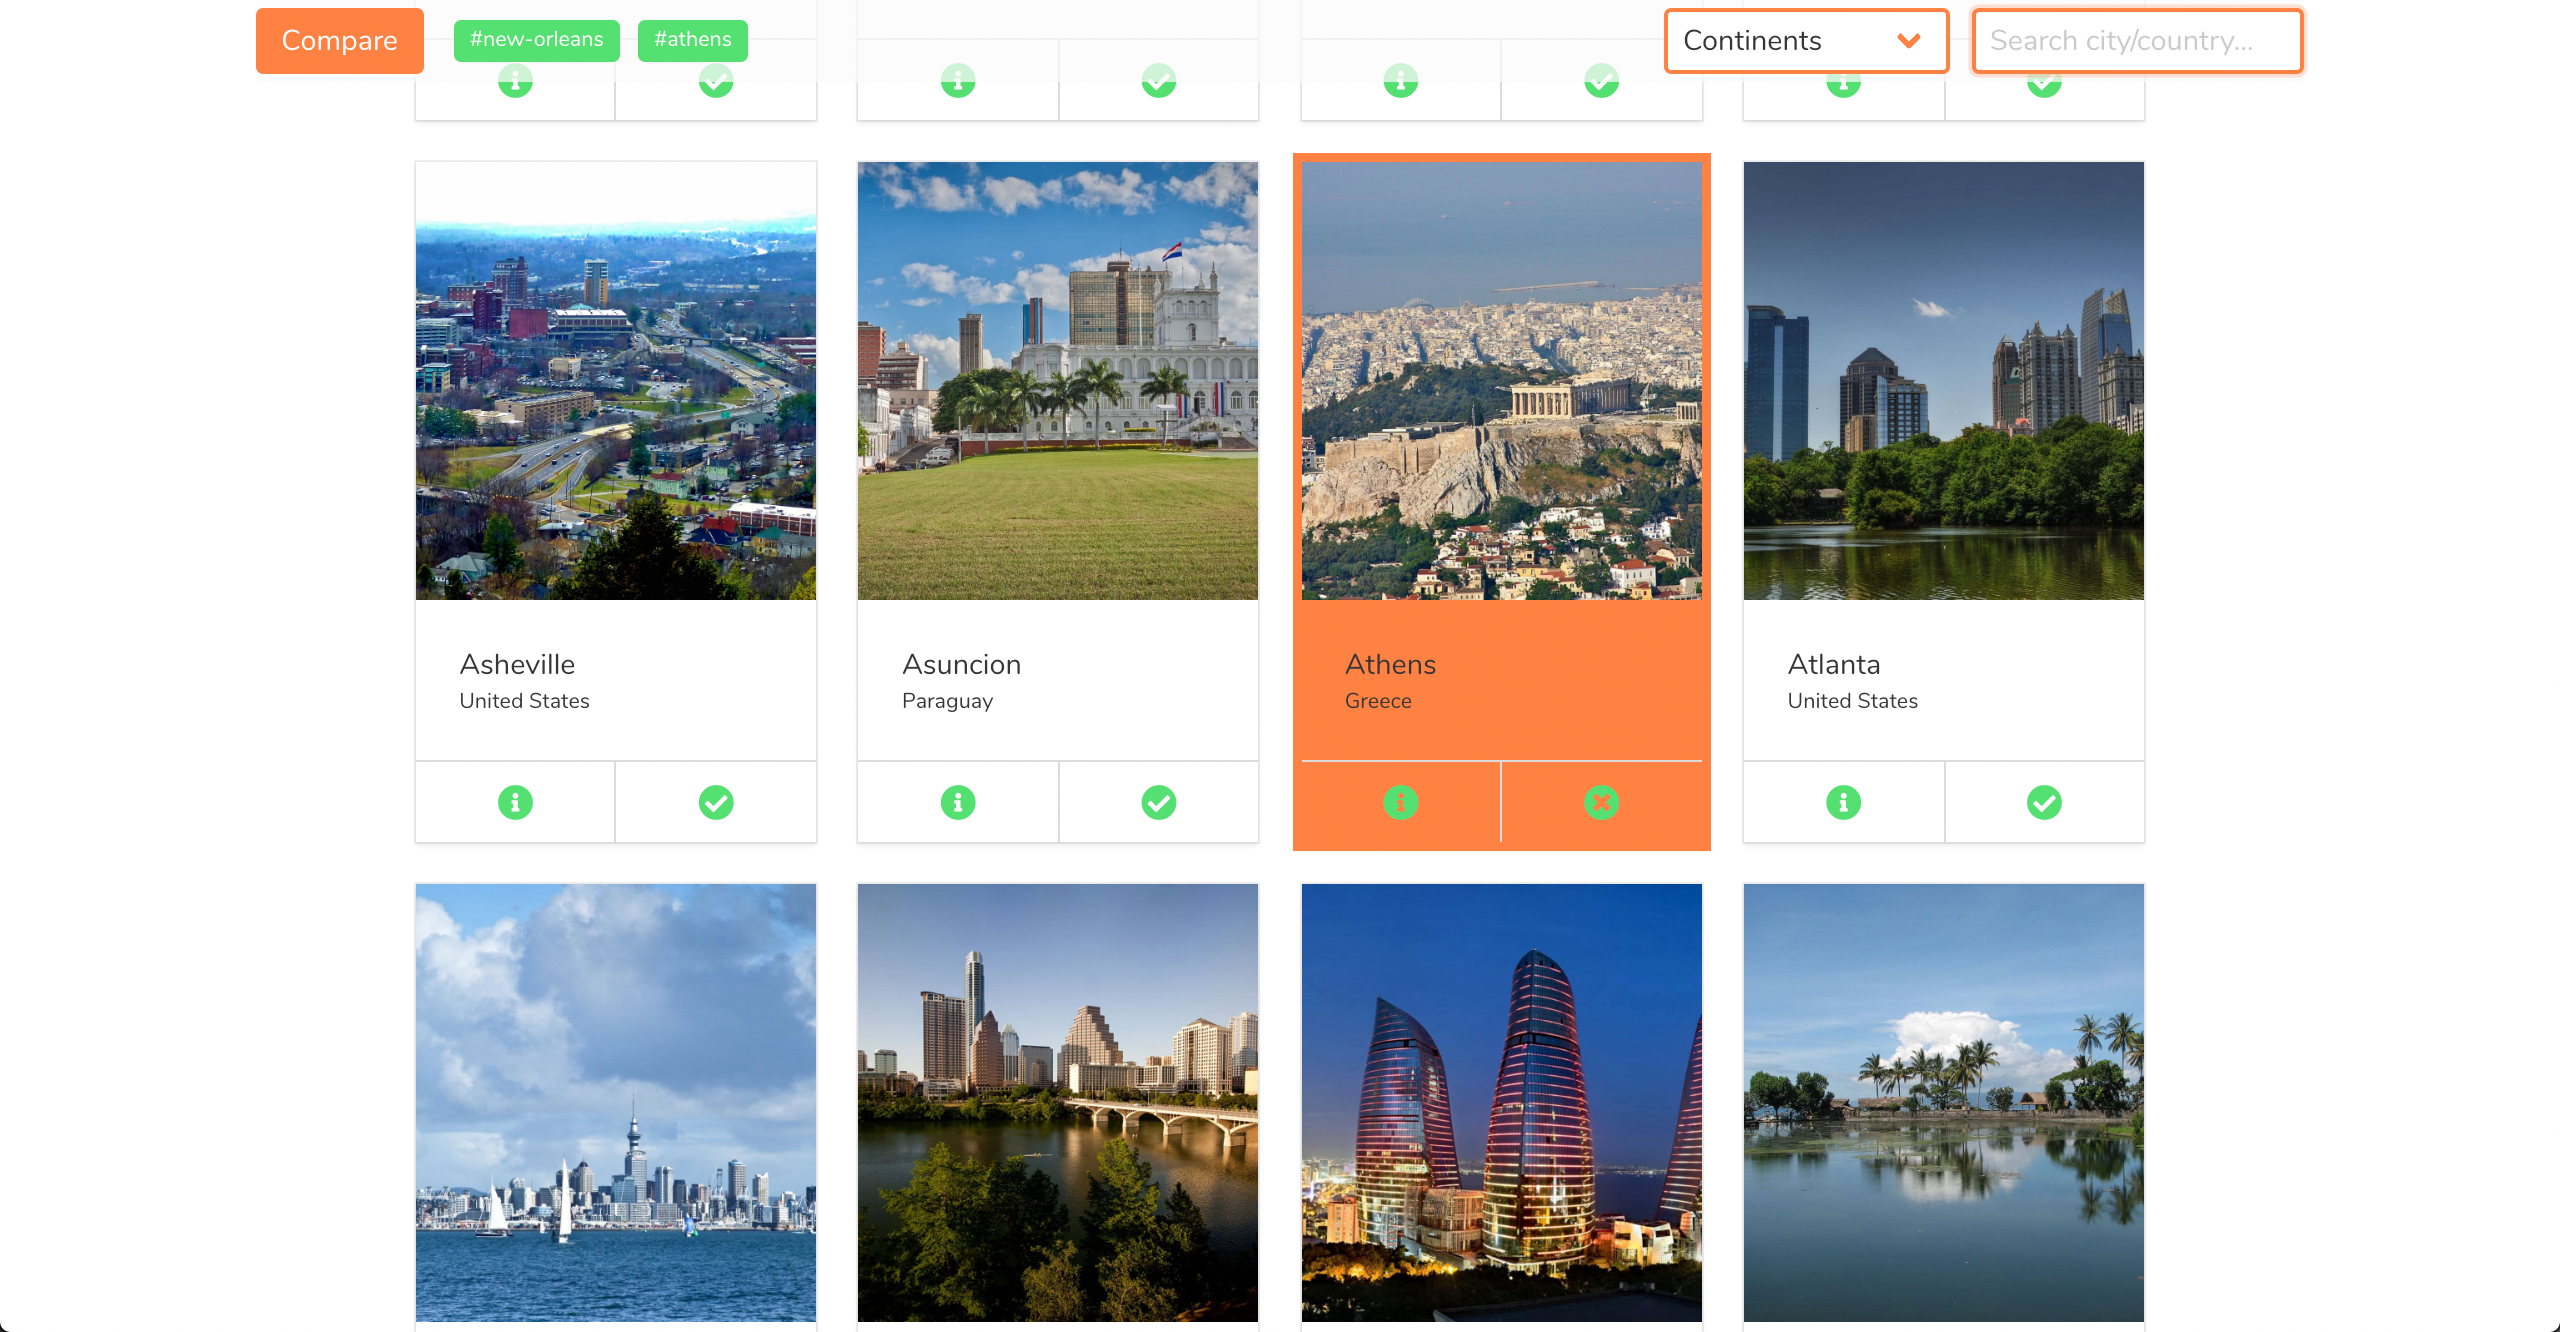 Compare
#new-orleans
#athens
Continents
Search city/country...
Asheville
United States
Asuncion
Paraguay
Athens
Greece
Atlanta
United States